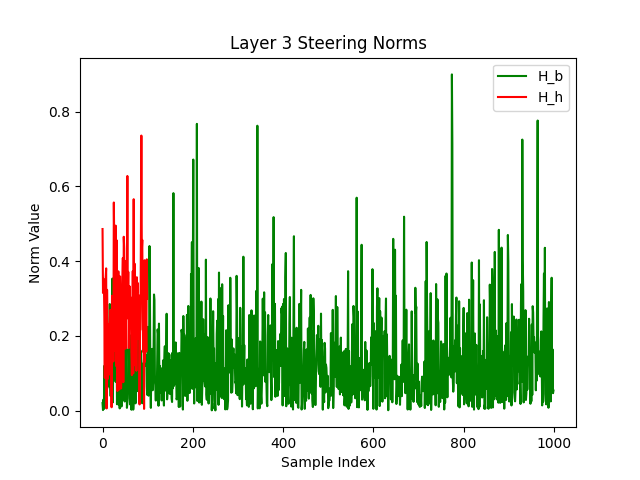 Layer 3 Steering Norms
H_b
H_h
Norm Value
0.8
0.6
0.4
0.2
0.0
0 200 400 600 800 1000
Sample Index